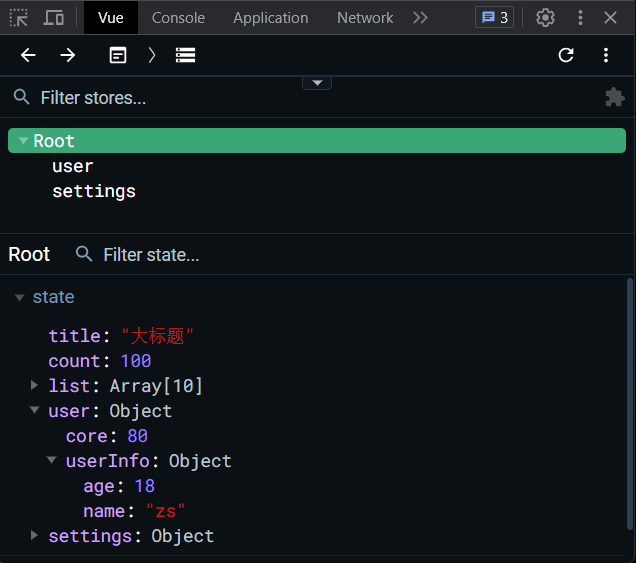 Vue Console Application Network 3
Filter stores...
Root
user
settings
Root Filter state...
state
title: "大标题"
count: 100
list: Array[10]
user: Object
core: 80
userInfo: Object
age: 18
name: "zs"
settings: Object